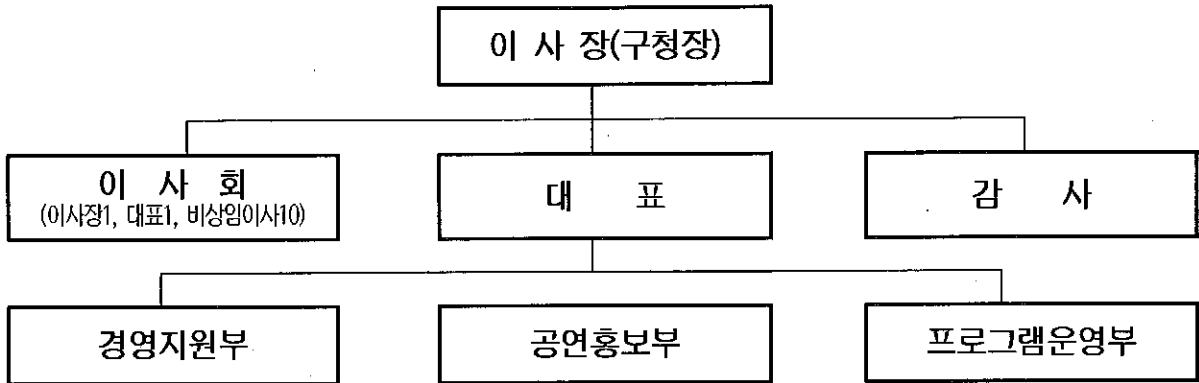 이 사 장(구청장)
이 사 회
(이사장1, 대표1, 비상임이사10)
대 표
감 사
경영지원부
공연홍보부
프로그램운영부